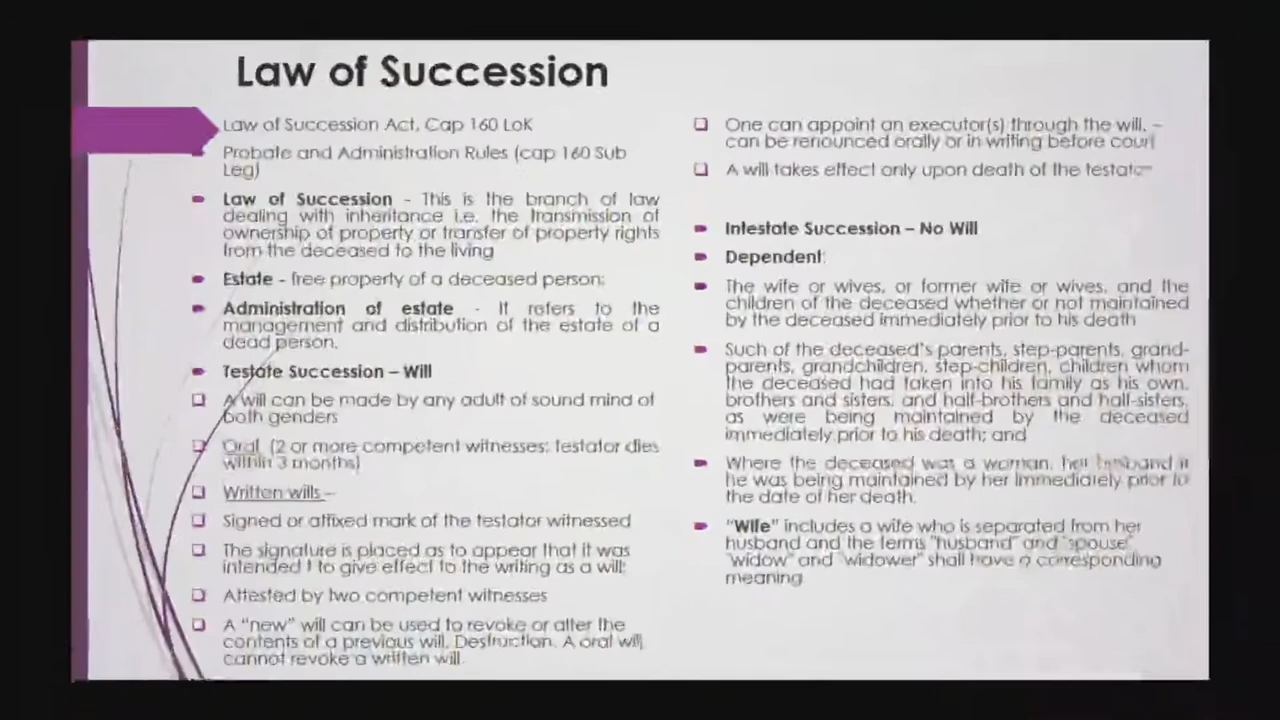 Law of Succession
Law of Succession Act, Cap 160 LoK
Probate and Administration Rules (cap 160 Sub
Leg)
Law of Succession - This is the branch of law
dealing with inheritance i.e. the transmission of
ownership of property or transfer of property rights
from the deceased to the living
Estate - free property of a deceased person;
Administration of estate - It refers to the
management and distribution of the estate of a
dead person.
Testate Succession – Will
A will can be made by any adult of sound mind of
both genders
Oral (2 or more competent witnesses; testator dies
within 3 months)
Written wills –
Signed or affixed mark of the testator witnessed
The signature is placed as to appear that it was
intended t to give effect to the writing as a will;
Attested by two competent witnesses
A "new" will can be used to revoke or alter the
contents of a previous will. Destruction. A oral will
cannot revoke a written will
One can appoint an executor(s) through the will. –
can be renounced orally or in writing before court
A will takes effect only upon death of the testator
Intestate Succession – No Will
Dependent:
The wife or wives, or former wife or wives, and the
children of the deceased whether or not maintained
by the deceased immediately prior to his death
Such of the deceased's parents, step-parents, grand-
parents, grandchildren, step-children, children whom
the deceased had taken into his family as his own,
brothers and sisters, and half-brothers and half-sisters,
as were being maintained by the deceased
immediately prior to his death; and
Where the deceased was a woman, her husband if
he was being maintained by her immediately prior to
the date of her death.
"Wife" includes a wife who is separated from her
husband and the terms "husband" and "spouse"
"widow" and "widower" shall have a corresponding
meaning